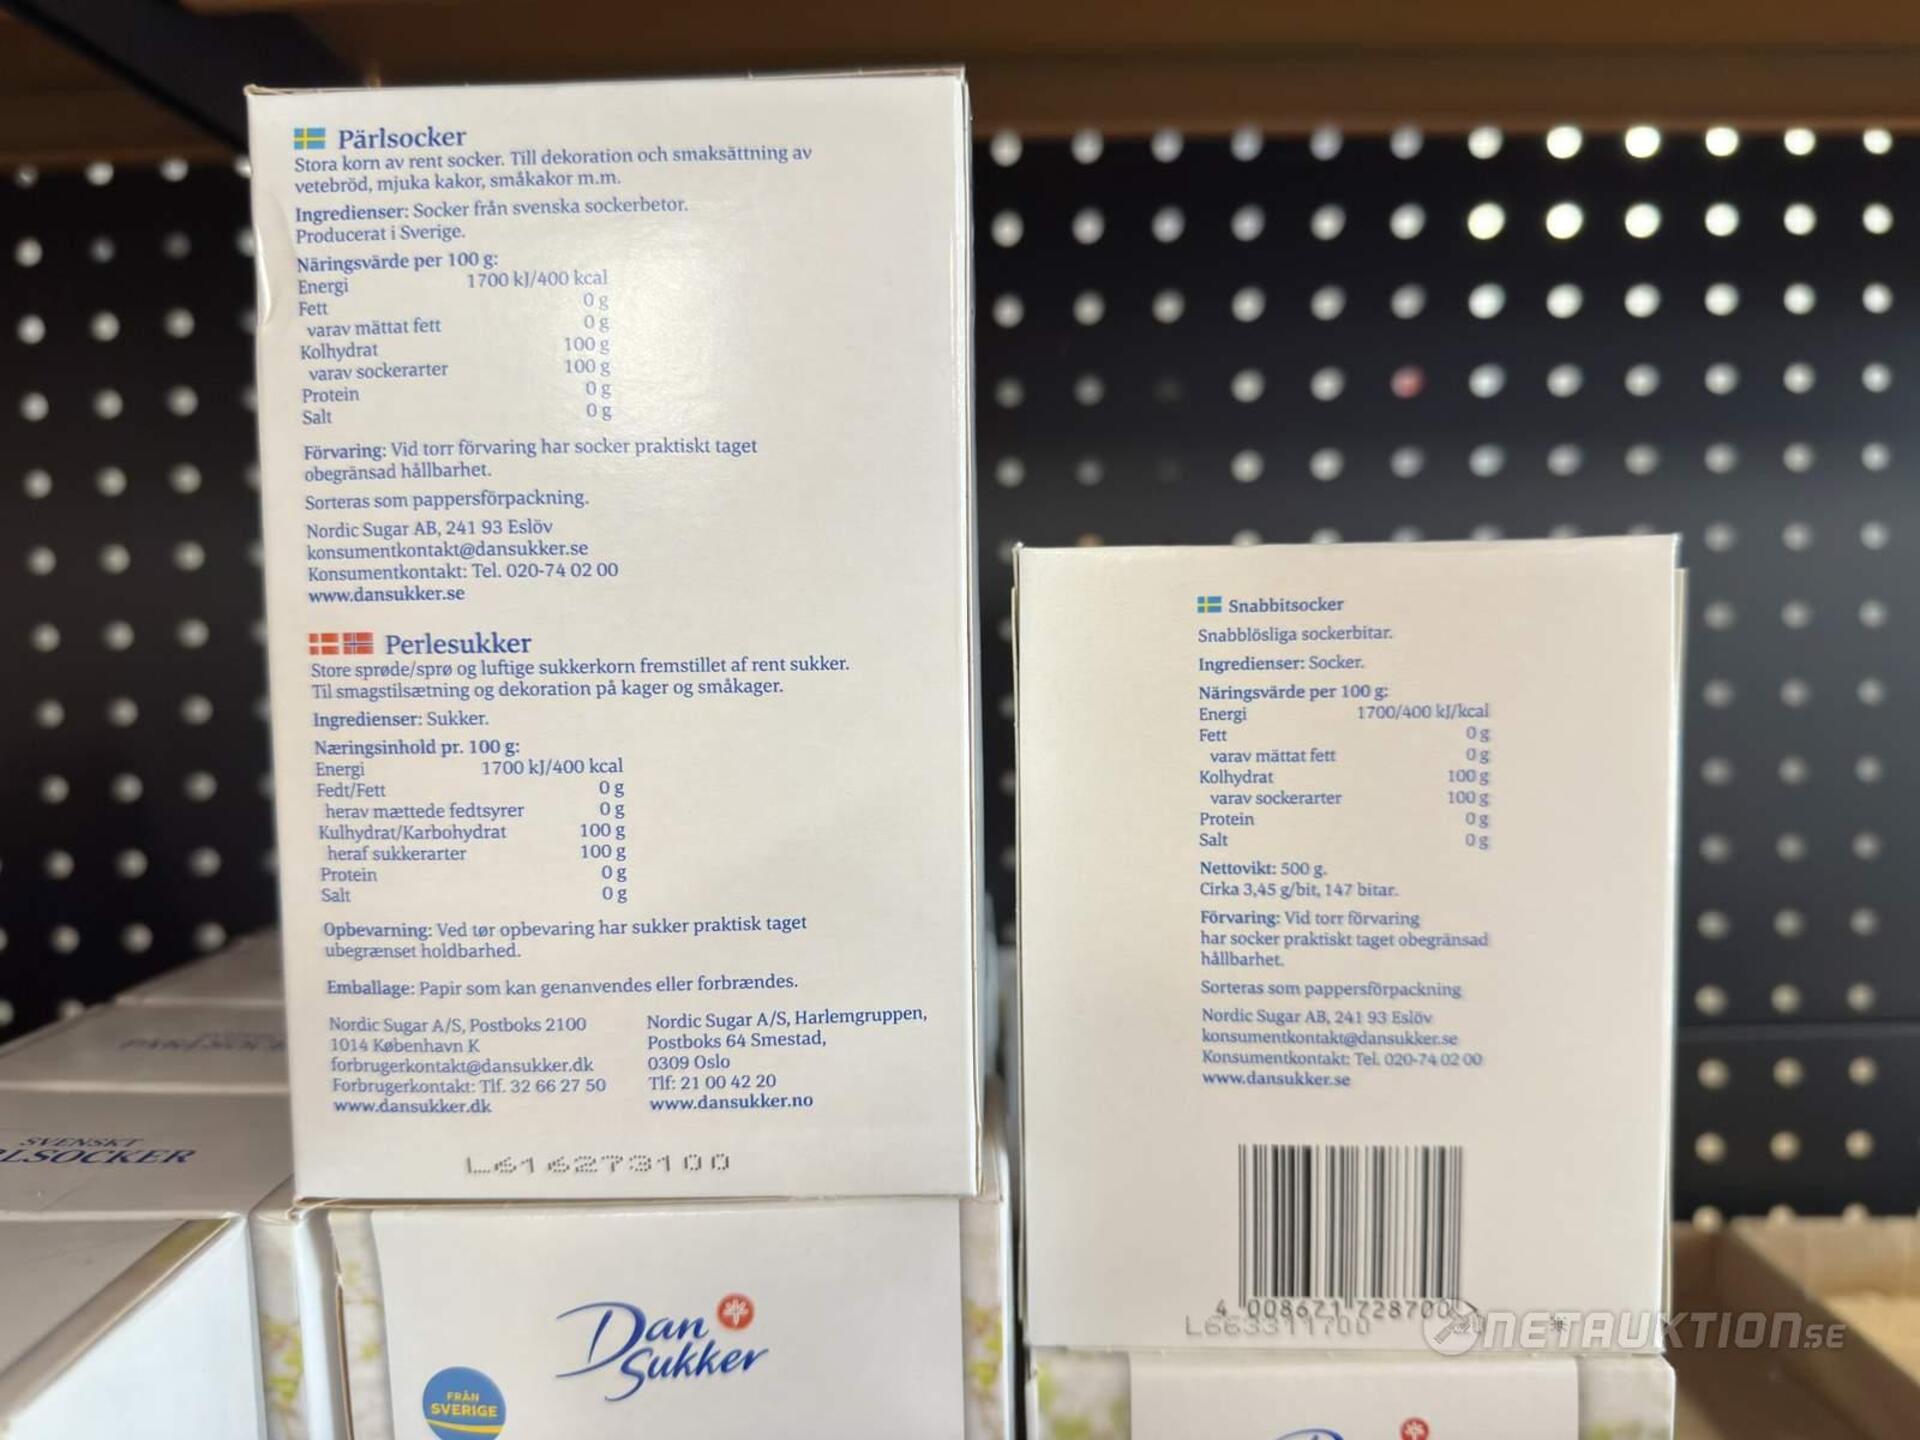 Pärlsocker
Stora korn av rent socker. Till dekoration och smaksättning av
vetebröd, mjuka kakor, småkakor m.m.
Ingredienser: Socker från svenska sockerbetor.
Producerat i Sverige.
Näringsvärde per 100 g:
Energi 1700 kJ/400 kcal
Fett 0 g
varav mättat fett 0 g
Kolhydrat 100 g
varav sockerarter 100 g
Protein 0 g
Salt 0 g
Förvaring: Vid torr förvaring har socker praktiskt taget
obegränsad hållbarhet.
Sorteras som pappersförpackning.
Nordic Sugar AB, 241 93 Eslöv
konsumentkontakt@dansukker.se
Konsumentkontakt: Tel. 020-74 02 00
www.dansukker.se
Perlesukker
Store sprøde/sprø og luftige sukkerkorn fremstillet af rent sukker.
Til smagstilsætning og dekoration på kager og småkager.
Ingredienser: Sukker.
Næringsinhold pr. 100 g:
Energi 1700 kJ/400 kcal
Fedt/Fett 0 g
herav mættede fedtsyrer 0 g
Kulhydrat/Karbohydrat 100 g
heraf sukkerarter 100 g
Protein 0 g
Salt 0 g
Opbevarning: Ved tør opbevaring har sukker praktisk taget
ubegrænset holdbarhed.
Emballage: Papir som kan genanvendes eller forbrændes.
Nordic Sugar A/S, Postboks 2100
1014 København K
forbrugerkontakt@dansukker.dk
Forbrugerkontakt: Tlf. 32 66 27 50
www.dansukker.dk
Nordic Sugar A/S, Harlemgruppen,
Postboks 64 Smestad,
0309 Oslo
Tlf: 21 00 42 20
www.dansukker.no
L616273100
SVENSKT
LSOCKER
Dan
Sukker
FRÅN
SVERIGE
Snabbitsocker
Snabblösliga sockerbitar.
Ingredienser: Socker.
Näringsvärde per 100 g:
Energi 1700/400 kJ/kcal
Fett 0 g
varav mättat fett 0 g
Kolhydrat 100 g
varav sockerarter 100 g
Protein 0 g
Salt 0 g
Nettovikt: 500 g.
Cirka 3,45 g/bit, 147 bitar.
Förvaring: Vid torr förvaring
har socker praktiskt taget obegränsad
hållbarhet.
Sorteras som pappersförpackning
Nordic Sugar AB, 241 93 Eslöv
konsumentkontakt@dansukker.se
Konsumentkontakt: Tel. 020-74 02 00
www.dansukker.se
4 008671 728700
L663311700
NETAUKTION.SE